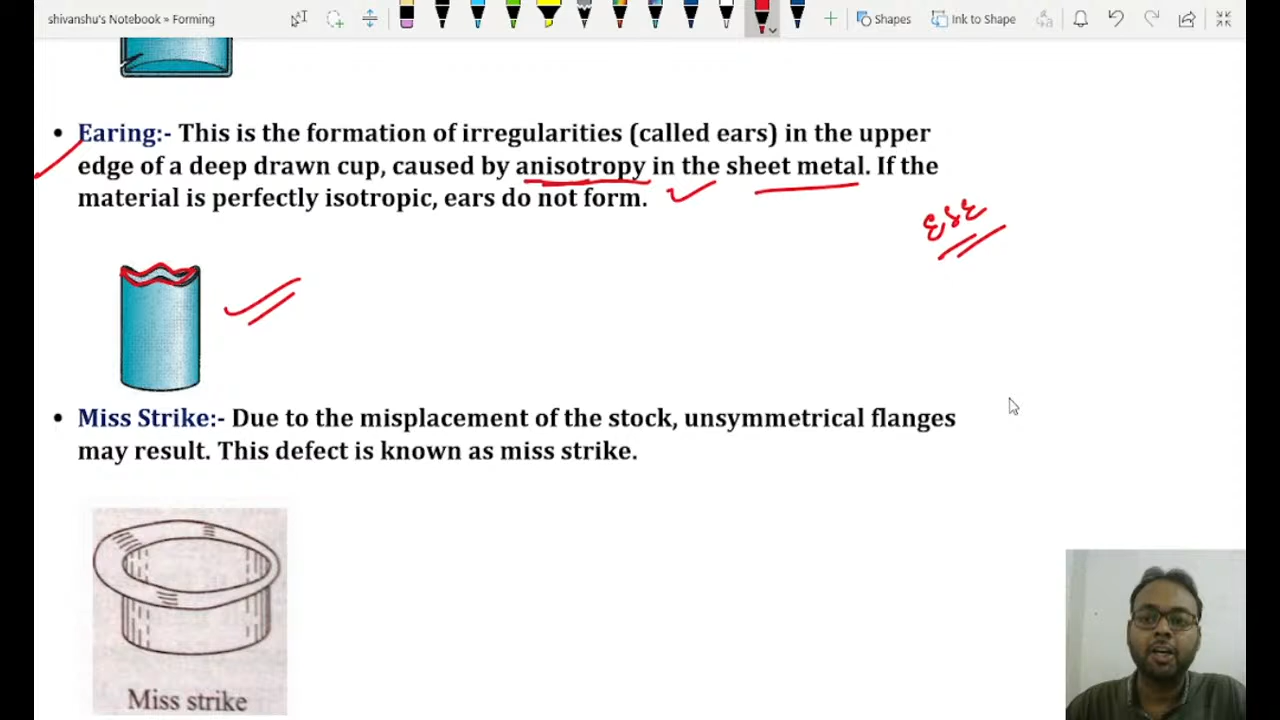 shivanshu's Notebook » Forming
Shapes
Ink to Shape
• Earing:- This is the formation of irregularities (called ears) in the upper
edge of a deep drawn cup, caused by anisotropy in the sheet metal. If the
material is perfectly isotropic, ears do not form.
ESE
• Miss Strike:- Due to the misplacement of the stock, unsymmetrical flanges
may result. This defect is known as miss strike.
Miss strike